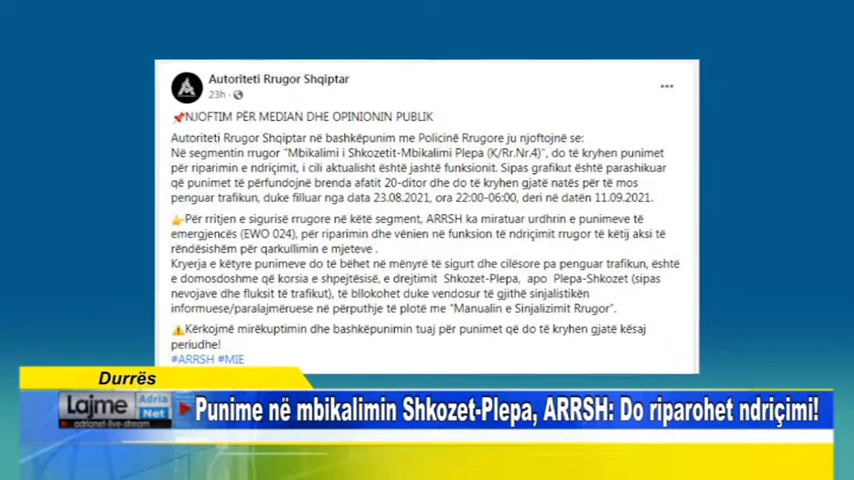 Autoriteti Rrugor Shqiptar
23h
NJOFTIM PËR MEDIAN DHE OPINIONIN PUBLIK
Autoriteti Rrugor Shqiptar në bashkëpunim me Policinë Rrugore ju njoftojnë se:
Në segmentin rrugor "Mbikalimi i Shkozetit-Mbikalimi Plepa (K/Rr.Nr.4)", do të kryhen punimet
për riparimin e ndriçimit, i cili aktualisht është jashtë funksionit. Sipas grafikut është parashikuar
që punimet të përfundojnë brenda afatit 20-ditor dhe do të kryhen gjatë natës për të mos
penguar trafikun, duke filluar nga data 23.08.2021, ora 22:00-06:00, deri në datën 11.09.2021.
Për rritjen e sigurisë rrugore në këtë segment, ARRSH ka miratuar urdhrin e punimeve të
emergjencës (EWO 024), për riparimin dhe vënien në funksion të ndriçimit rrugor të këtij aksi të
rëndësishëm për qarkullimin e mjeteve .
Kryerja e këtyre punimeve do të bëhet në mënyrë të sigurt dhe cilësore pa penguar trafikun, është
e domosdoshme që korsia e shpejtësisë, e drejtimit Shkozet-Plepa, apo Plepa-Shkozet (sipas
nevojave dhe fluksit të trafikut), të bllokohet duke vendosur të gjithë sinjalistikën
informuese/paralajmëruese në përputhje të plotë me "Manualin e Sinjalizimit Rrugor".
Kërkojmë mirëkuptimin dhe bashkëpunimin tuaj për punimet që do të kryhen gjatë kësaj
periudhe!
#ARRSH #MIE
Durrës
Lajme Adria Net
adrianet-live-stream
Punime në mbikalimin Shkozet-Plepa, ARRSH: Do riparohet ndriçimi!